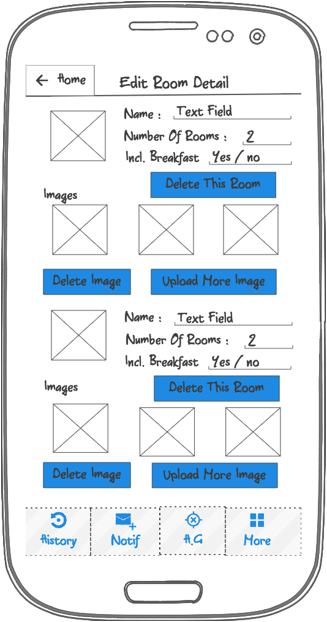 ← Home
Edit Room Detail
Name : Text Field
Number Of Rooms : 2
Incl. Breakfast Yes / no
Delete This Room
Images
Delete Image
Upload More Image
Name : Text Field
Number Of Rooms : 2
Incl. Breakfast Yes / no
Delete This Room
Images
Delete Image
Upload More Image
History
Notif
H.G
More